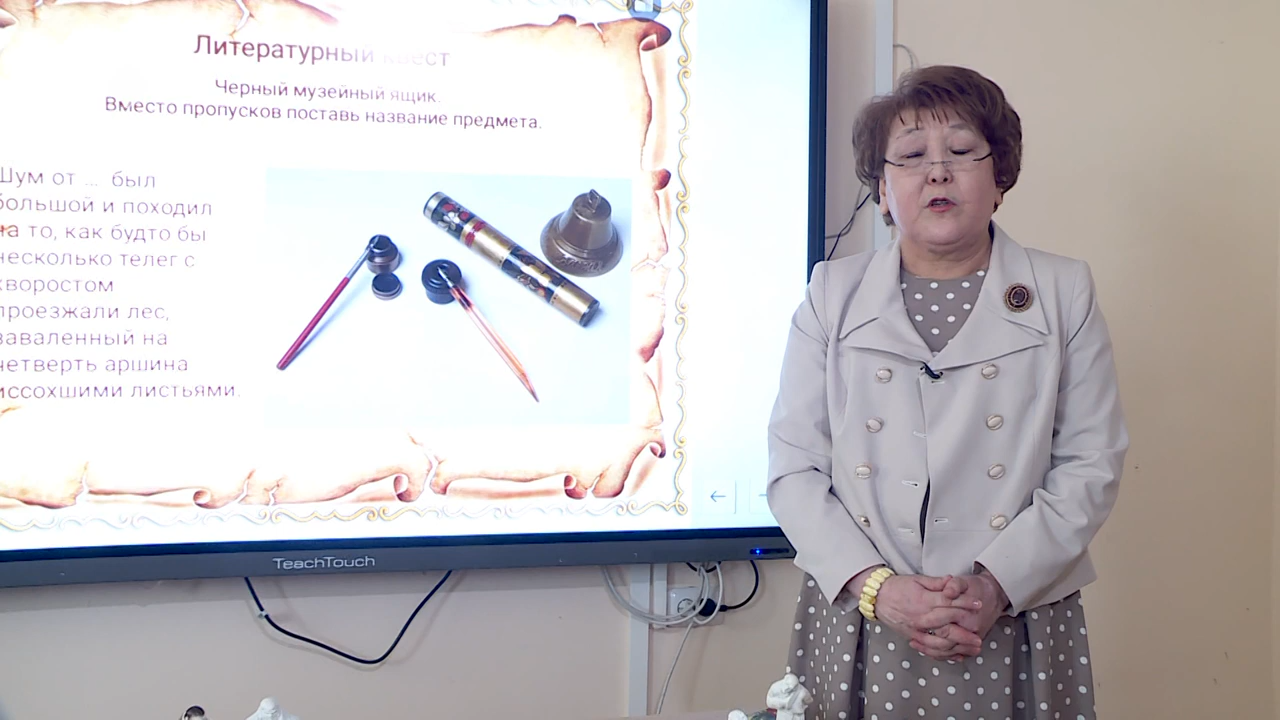 Литературный квест
Черный музейный ящик.
Вместо пропусков поставь название предмета.
Шум от ... был
большой и походил
на то, как будто бы
несколько телег с
хворостом
проезжали лес,
заваленный на
четверть аршина
иссохшими листьями.
TeachTouch